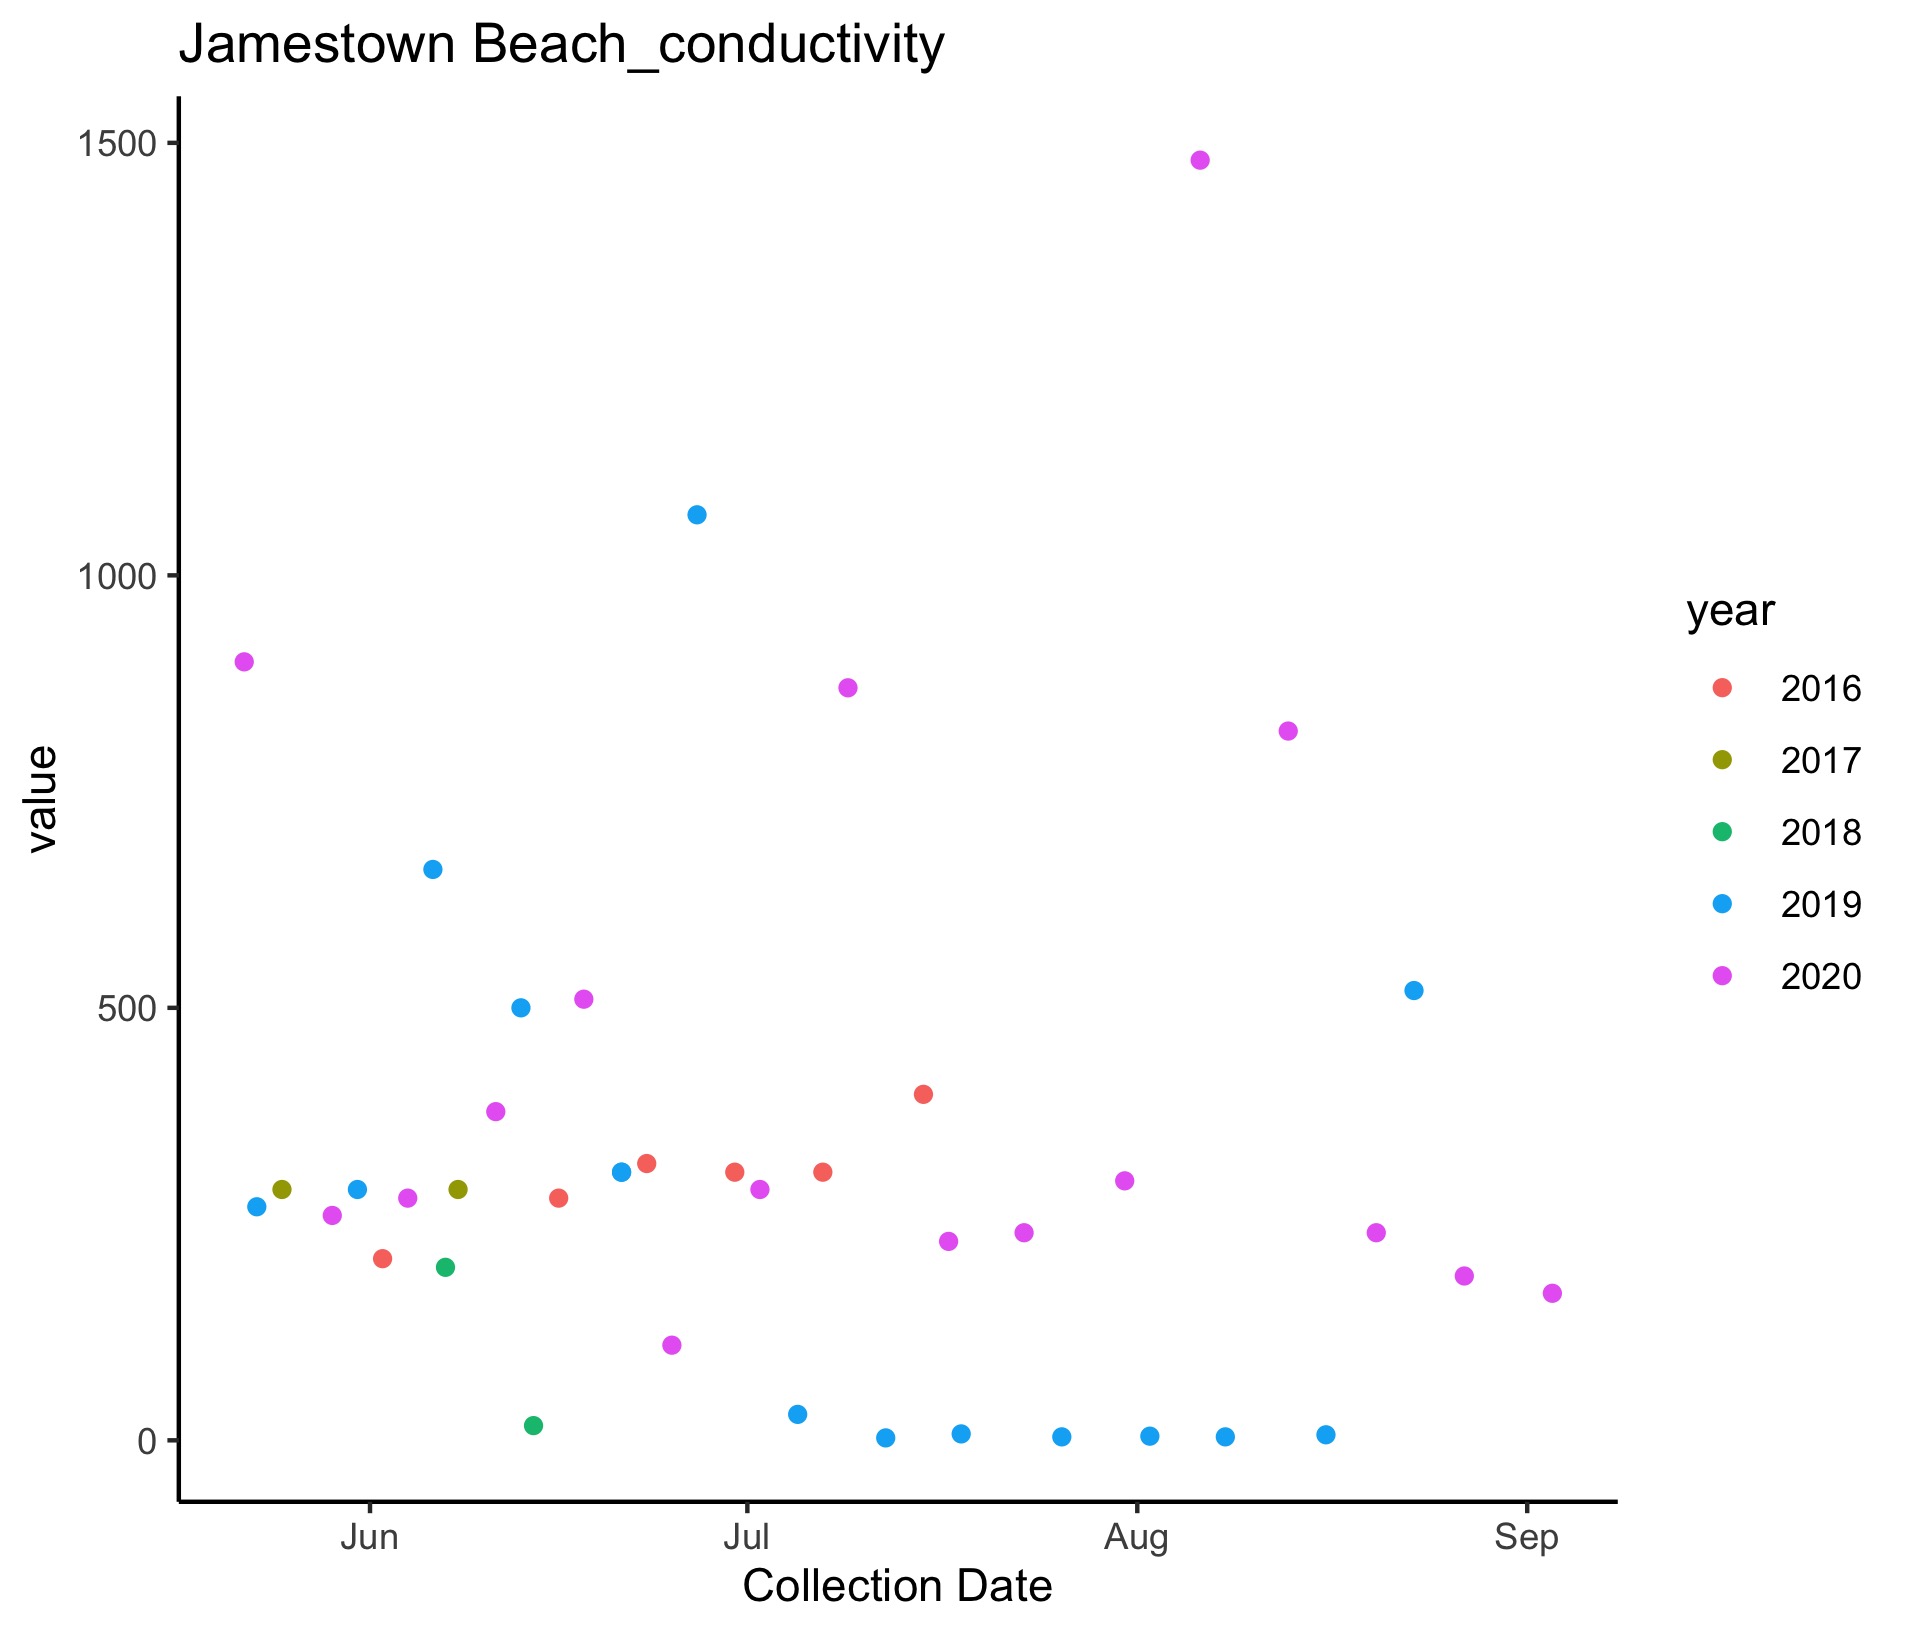 Jamestown Beach_conductivity
1500
1000
500
0
value
Jun
Jul
Aug
Sep
Collection Date
year
2016
2017
2018
2019
2020